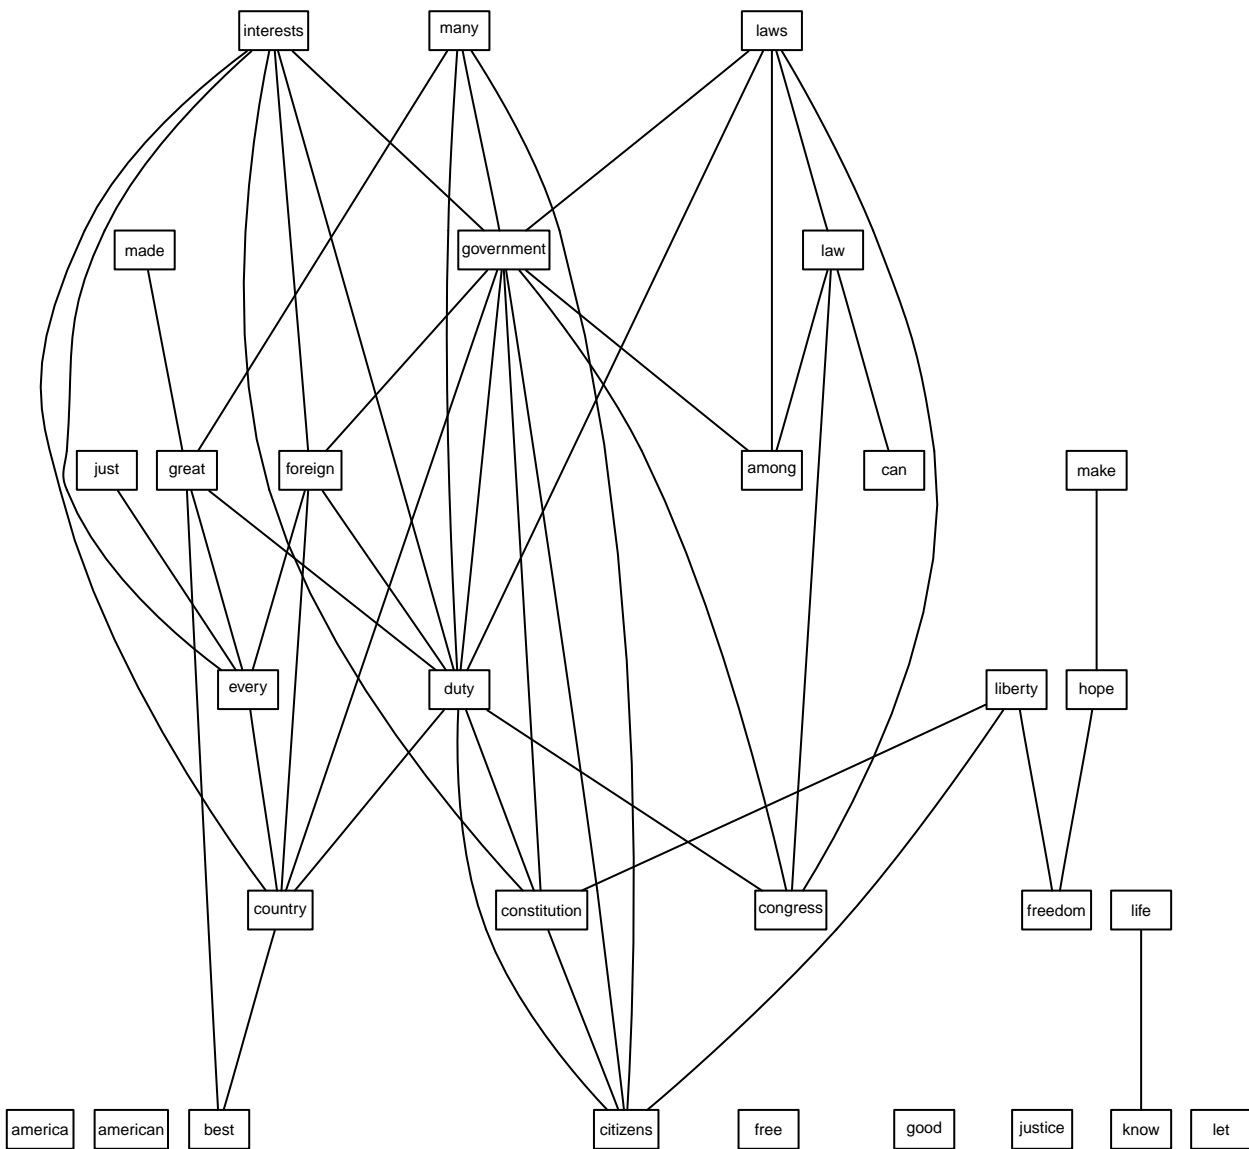 interests many laws
made government law
just great foreign among can make
every duty liberty hope
country constitution congress freedom life
america american best citizens free good justice know let